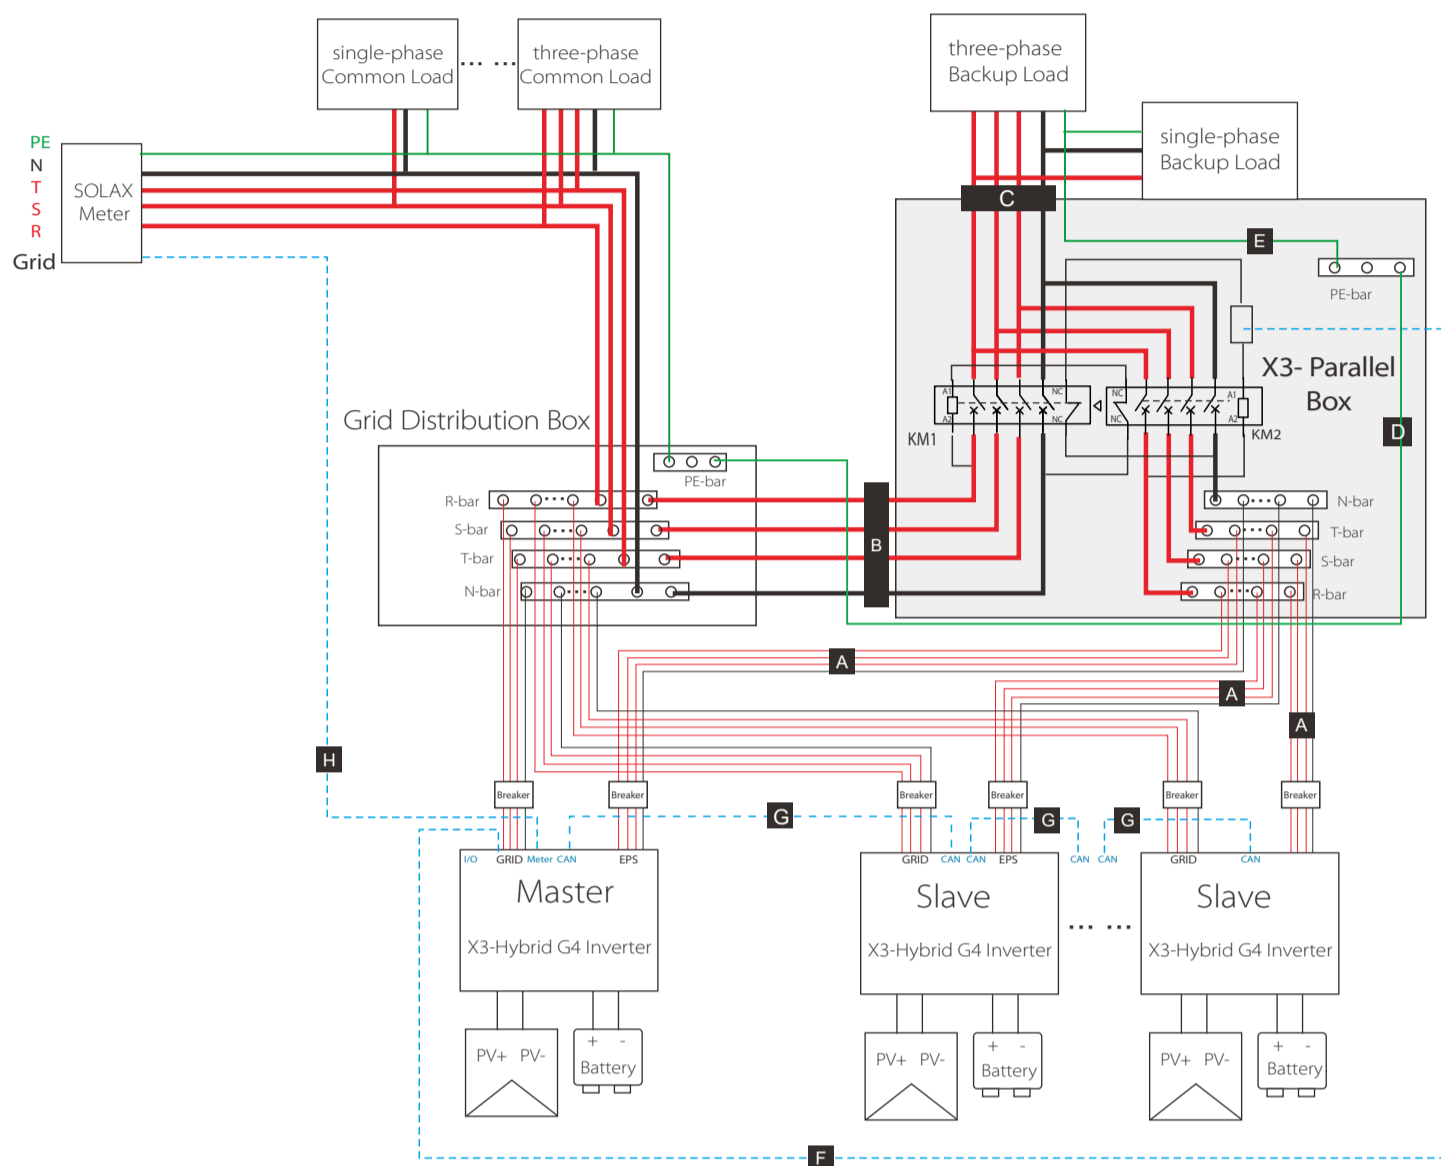 single-phase
Common Load
three-phase
Common Load
three-phase
Backup Load
single-phase
Backup Load
PE
N
T
S
R
Grid
SOLAX
Meter
C
E
PE-bar
X3- Parallel
Box
A1
A2
NC
NC
KM1
NC
NC
A1
A2
KM2
D
Grid Distribution Box
PE-bar
R-bar
S-bar
T-bar
N-bar
B
N-bar
T-bar
S-bar
R-bar
A
A
A
H
Breaker
Breaker
Breaker
Breaker
Breaker
Breaker
G
G
G
I/O
GRID
Meter
CAN
EPS
Master
X3-Hybrid G4 Inverter
GRID
CAN
CAN
EPS
Slave
X3-Hybrid G4 Inverter
CAN
CAN
GRID
CAN
Slave
X3-Hybrid G4 Inverter
PV+ PV-
+ -
Battery
PV+ PV-
+ -
Battery
PV+ PV-
+ -
Battery
F